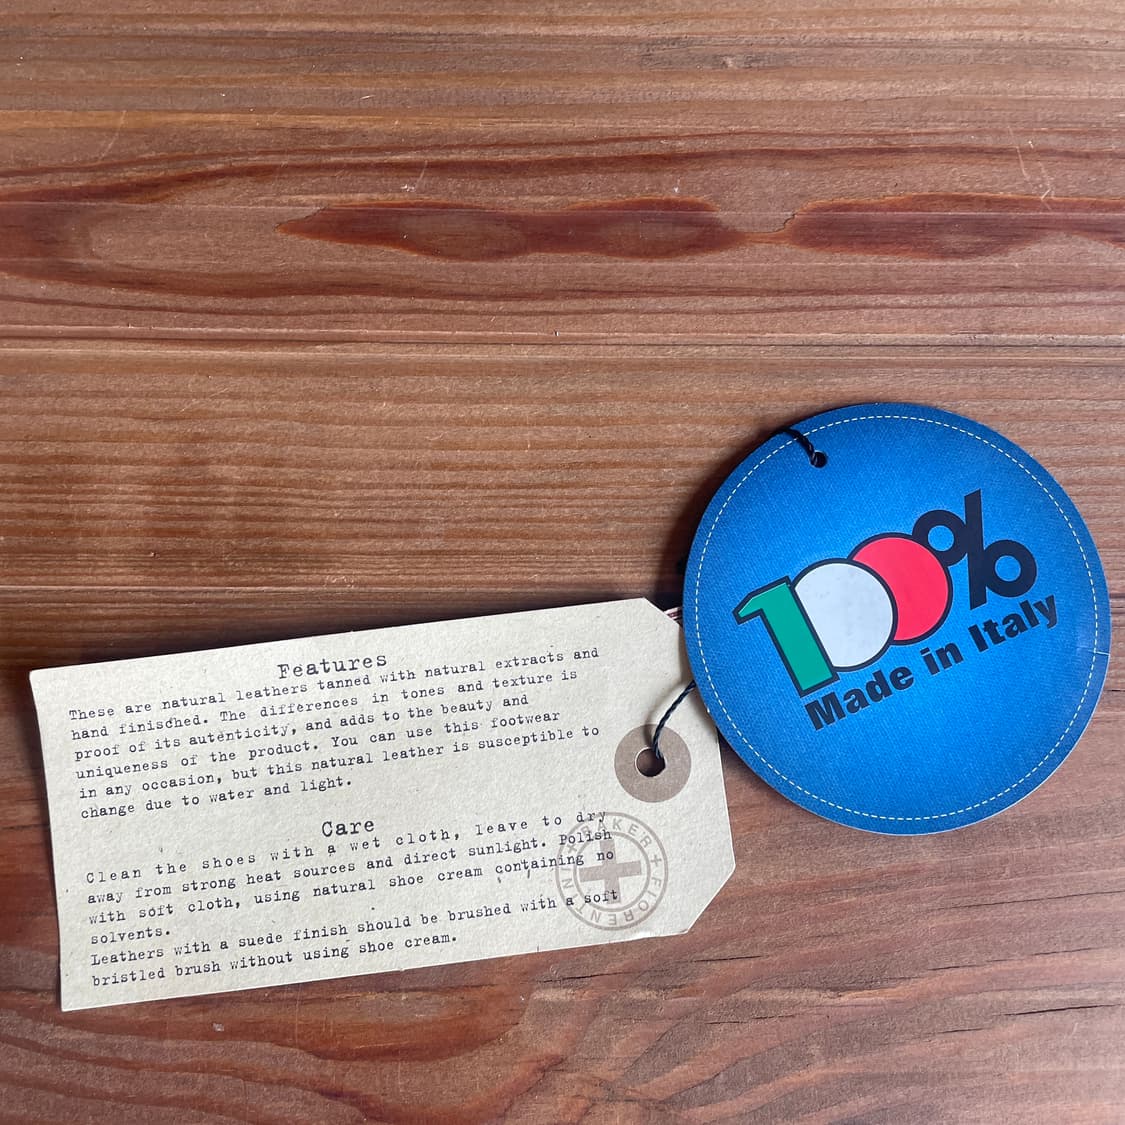 100%
Made in Italy
Features
These are natural leathers tanned with natural extracts and
hand finisched. The differences in tones and texture is
proof of its autenticity, and adds to the beauty and
uniqueness of the product. You can use this footwear
in any occasion, but this natural leather is susceptible to
change due to water and light.
Care
Clean the shoes with a wet cloth, leave to dry
away from strong heat sources and direct sunlight. Polish
with soft cloth, using natural shoe cream containing no
solvents.
Leathers with a suede finish should be brushed with a soft
bristled brush without using shoe cream.
FIORENTINI + BAKER +